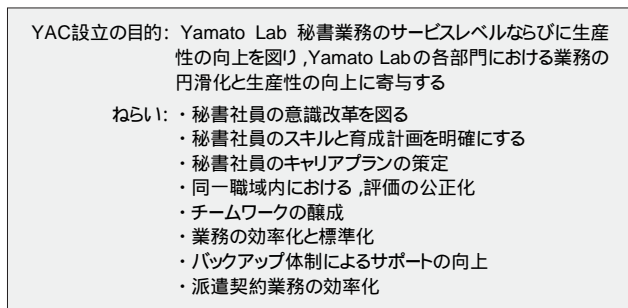 YAC設立の目的: Yamato Lab 秘書業務のサービスレベルならびに生産
性の向上を図り,Yamato Labの各部門における業務の
円滑化と生産性の向上に寄与する
ねらい: ・秘書社員の意識改革を図る
・秘書社員のスキルと育成計画を明確にする
・秘書社員のキャリアプランの策定
・同一職域内における,評価の公正化
・チームワークの醸成
・業務の効率化と標準化
・バックアップ体制によるサポートの向上
・派遣契約業務の効率化